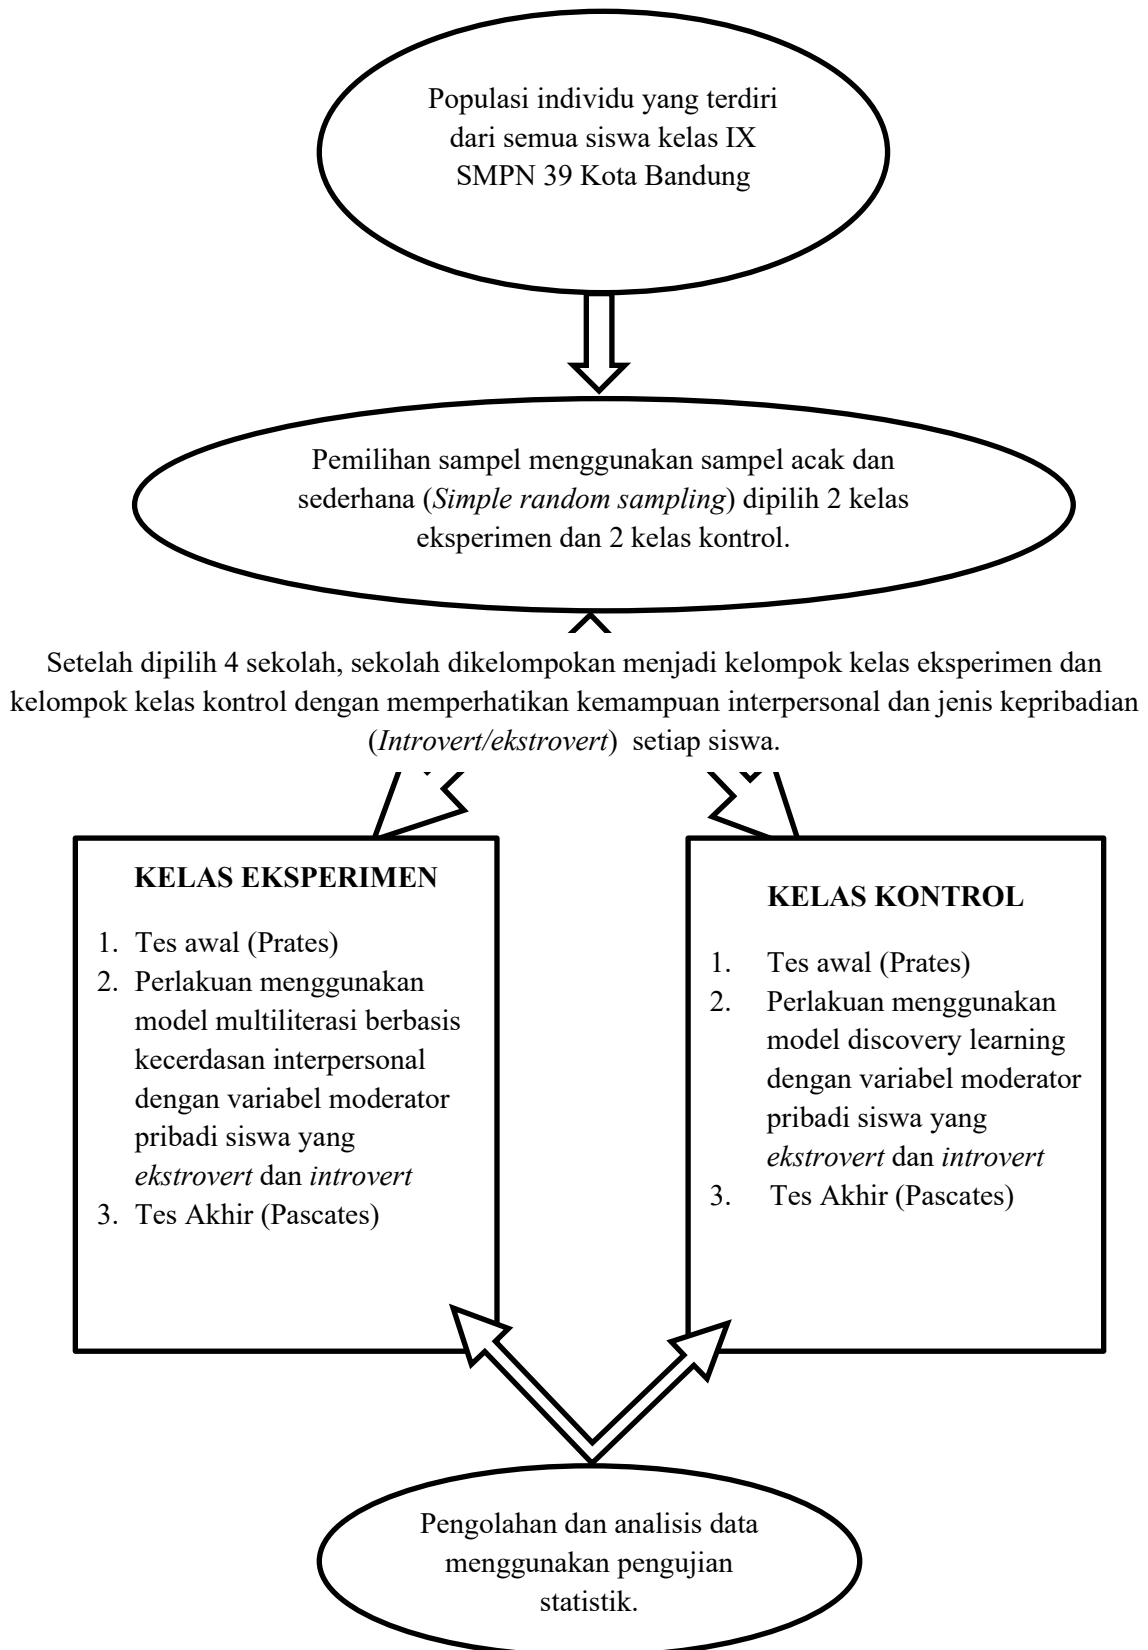 Populasi individu yang terdiri
dari semua siswa kelas IX
SMPN 39 Kota Bandung
Pemilihan sampel menggunakan sampel acak dan
sederhana (Simple random sampling) dipilih 2 kelas
eksperimen dan 2 kelas kontrol.
Setelah dipilih 4 sekolah, sekolah dikelompokan menjadi kelompok kelas eksperimen dan
kelompok kelas kontrol dengan memperhatikan kemampuan interpersonal dan jenis kepribadian
(Introvert/ekstrovert) setiap siswa.
KELAS EKSPERIMEN
1. Tes awal (Prates)
2. Perlakuan menggunakan
model multiliterasi berbasis
kecerdasan interpersonal
dengan variabel moderator
pribadi siswa yang
ekstrovert dan introvert
3. Tes Akhir (Pascates)
KELAS KONTROL
1. Tes awal (Prates)
2. Perlakuan menggunakan
model discovery learning
dengan variabel moderator
pribadi siswa yang
ekstrovert dan introvert
3. Tes Akhir (Pascates)
Pengolahan dan analisis data
menggunakan pengujian
statistik.